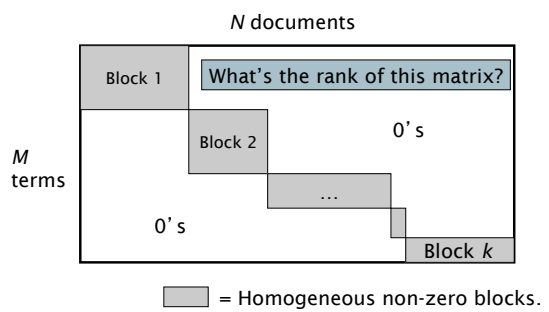 N documents
Block 1
What's the rank of this matrix?
Block 2
0's
M
terms
...
0's
Block k
= Homogeneous non-zero blocks.